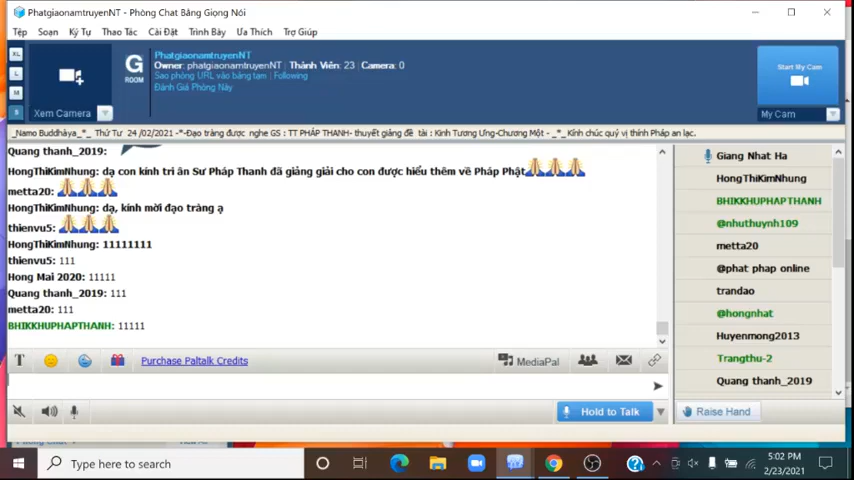 PhatgiaonamtruyenNT - Phòng Chat Bằng Giọng Nói
Tệp Soạn Ký Tự Thao Tác Cài Đặt Trình Bày Ưa Thích Trợ Giúp
XL
L
M
S
Xem Camera
G
ROOM
PhatgiaonamtruyenNT
Owner: phatgiaonamtruyenNT | Thành Viên: 23 Camera: 0
Sao phòng URL vào bảng tạm | Following
Đánh Giá Phòng Này
Start My Cam
My Cam
_Namo Buddhàya_*_ Thứ Tư 24 /02/2021 -*-Đạo tràng được nghe GS : TT PHÁP THANH- thuyết giảng đề tài : Kinh Tương Ưng-Chương Một - _*_ Kính chúc quý vị thính Pháp an lạc.
Quang thanh_2019:
HongThiKimNhung: dạ con kính tri ân Sư Pháp Thanh đã giảng giải cho con được hiểu thêm về Pháp Phật🙏🙏🙏
metta20: 🙏🙏🙏
HongThiKimNhung: dạ, kính mời đạo tràng ạ
thienvu5: 🙏🙏🙏
HongThiKimNhung: 11111111
thienvu5: 111
Hong Mai 2020: 11111
Quang thanh_2019: 111
metta20: 111
BHIKKHUPHAPTHANH: 11111
Giang Nhat Ha
HongThiKimNhung
BHIKKHUPHAPTHANH
@nhuthuynh109
metta20
@phat phap online
trandao
@hongnhat
Huyenmong2013
Trangthu-2
Quang thanh_2019
T Purchase Paltalk Credits MediaPal
Hold to Talk Raise Hand
Type here to search
5:02 PM
2/23/2021